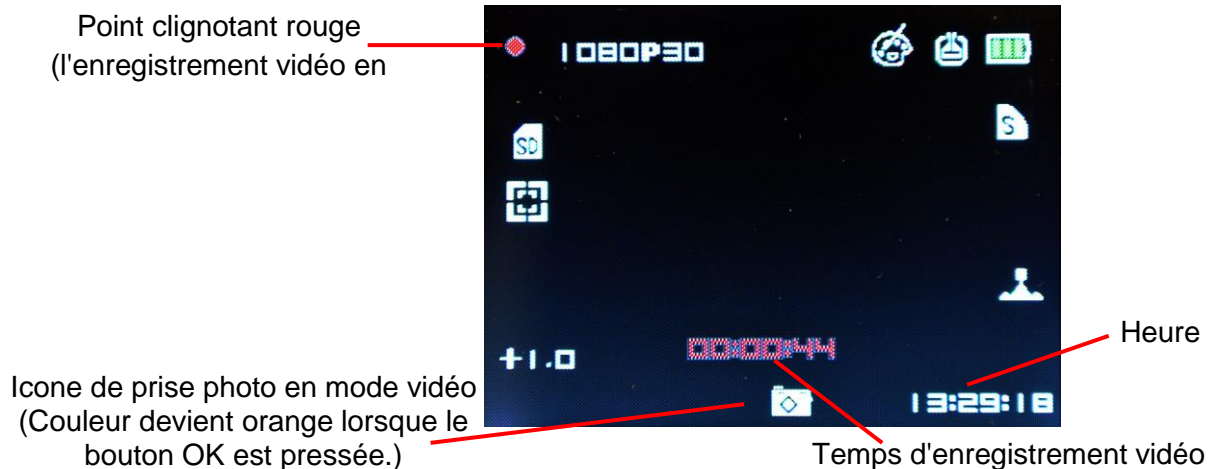 Point clignotant rouge
(l'enregistrement vidéo en
1080P30
SD
S
+1.0
00:00:44
Heure
Icone de prise photo en mode vidéo
(Couleur devient orange lorsque le
bouton OK est pressée.)
13:29:18
Temps d'enregistrement vidéo